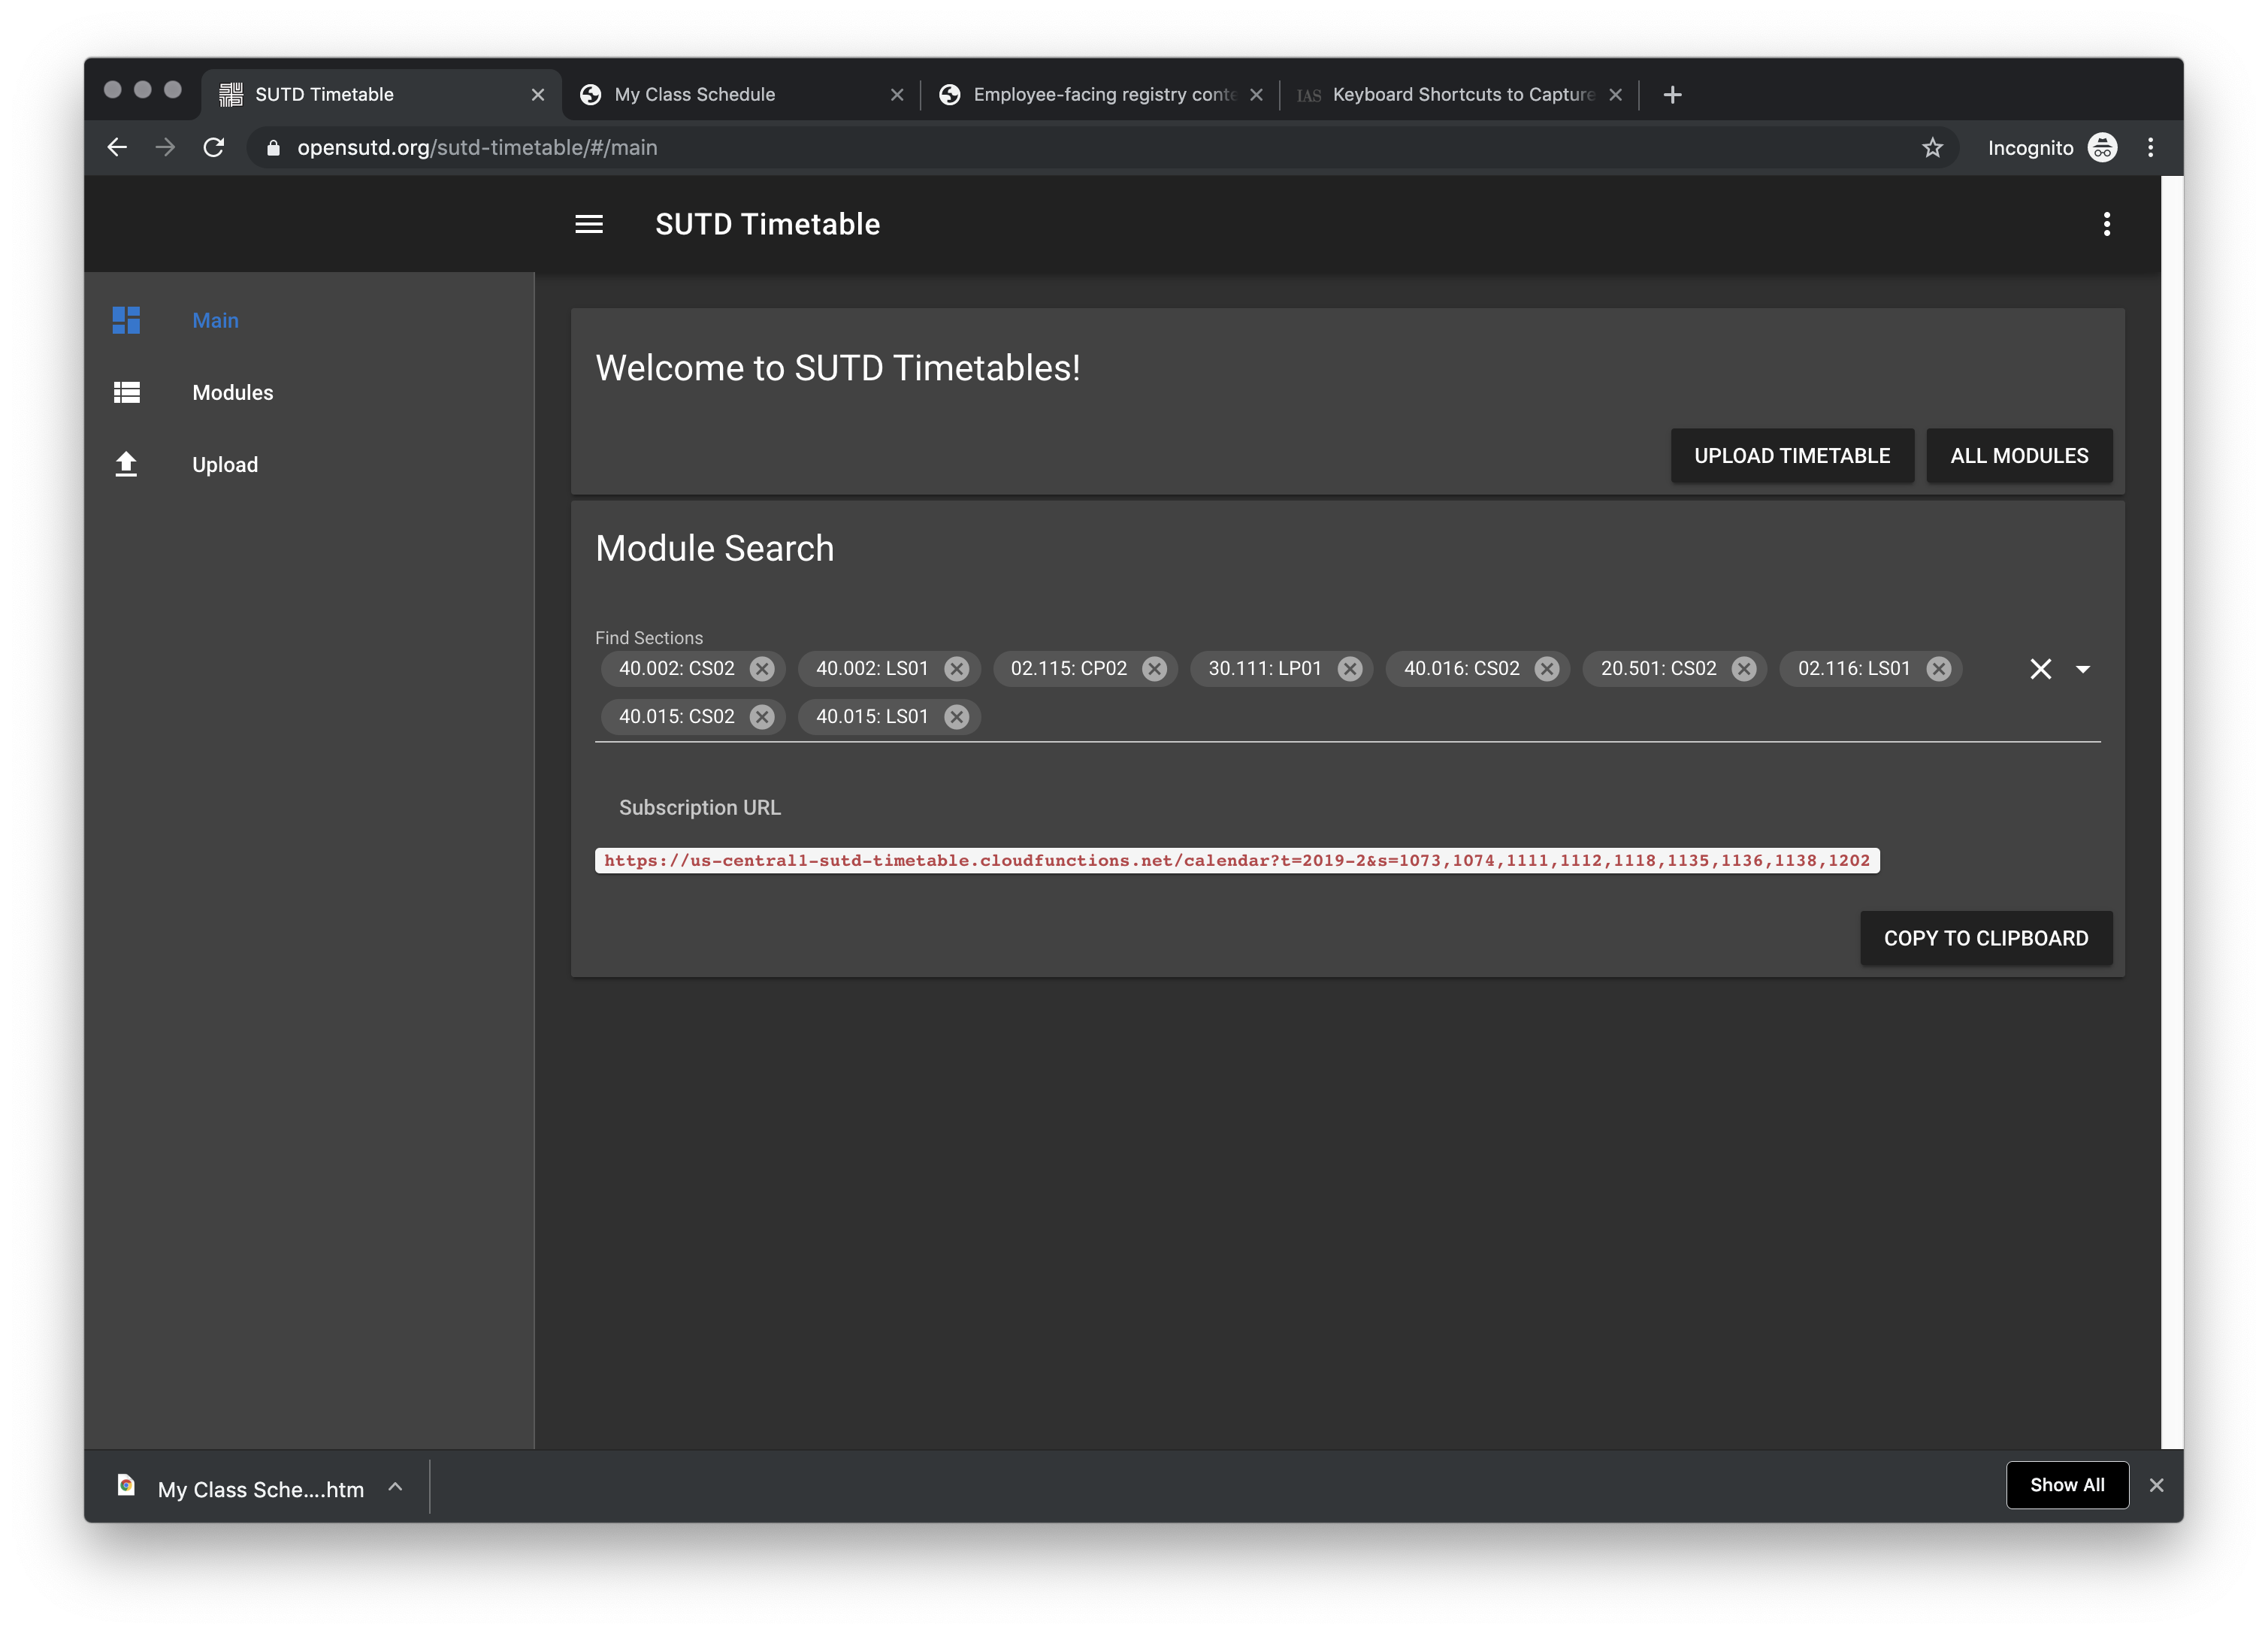 SUTD Timetable
My Class Schedule
Employee-facing registry conte
IAS Keyboard Shortcuts to Capture
opensutd.org/sutd-timetable/#/main
Incognito
SUTD Timetable
Main
Modules
Upload
Welcome to SUTD Timetables!
UPLOAD TIMETABLE
ALL MODULES
Module Search
Find Sections
40.002: CS02 40.002: LS01 02.115: CP02 30.111: LP01 40.016: CS02 20.501: CS02 02.116: LS01
40.015: CS02 40.015: LS01
Subscription URL
https://us-central1-sutd-timetable.cloudfunctions.net/calendar?t=2019-2&s=1073,1074,1111,1112,1118,1135,1136,1138,1202
COPY TO CLIPBOARD
My Class Sche....htm
Show All